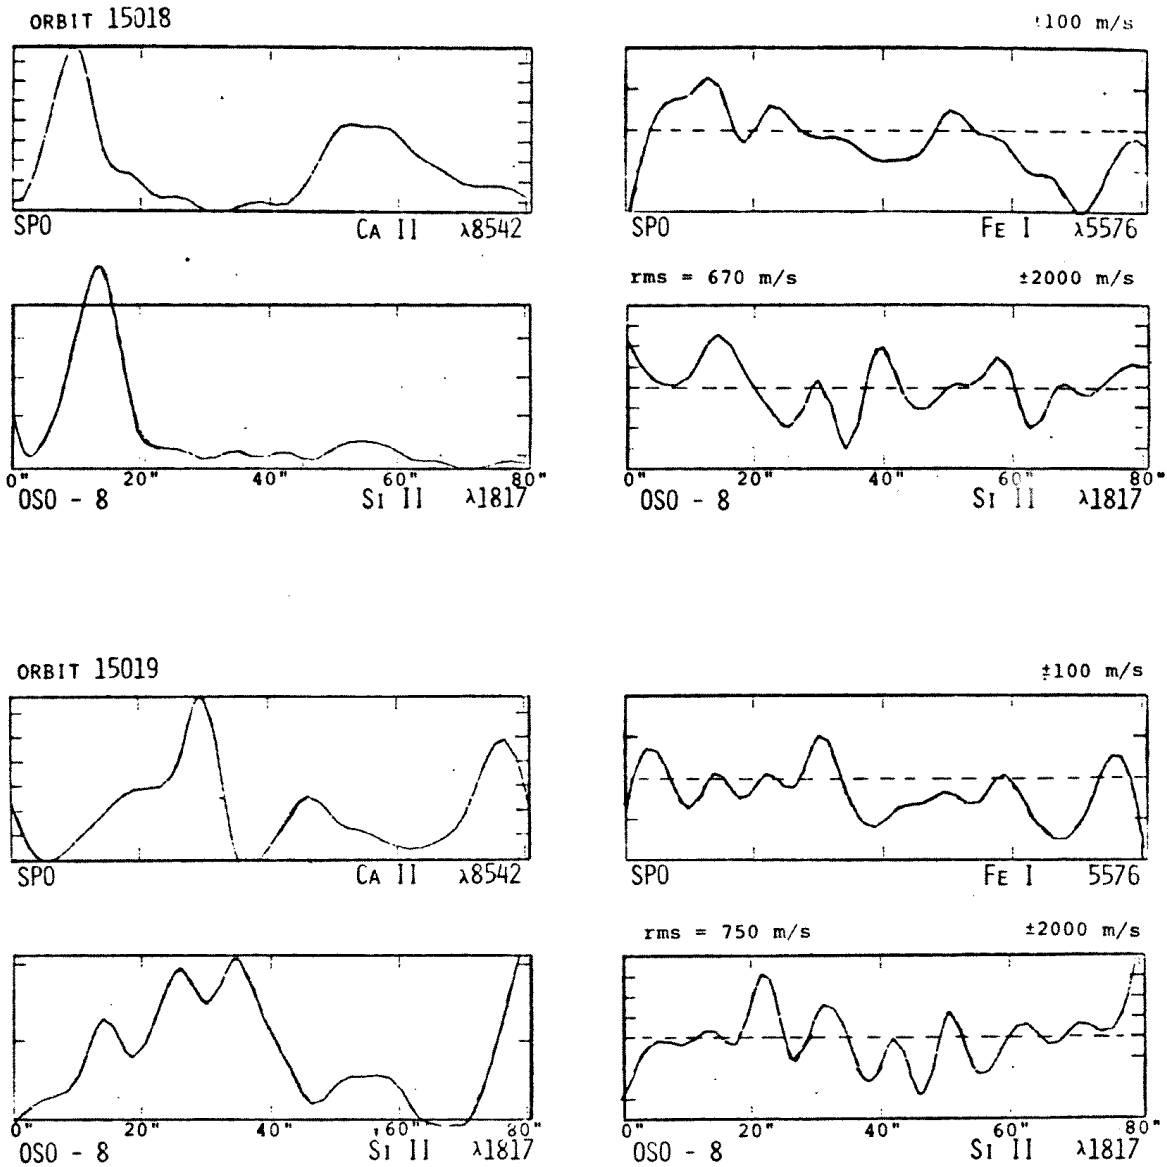 ORBIT 15018
±100 m/s
SPO CA II λ8542
SPO FE I λ5576
rms = 670 m/s ±2000 m/s
0" 20" 40" 60" 80"
OSO - 8 SI II λ1817
0" 20" 40" 60" 80"
OSO - 8 SI II λ1817
ORBIT 15019
±100 m/s
SPO CA II λ8542
SPO FE I 5576
rms = 750 m/s ±2000 m/s
0" 20" 40" 60" 80"
OSO - 8 SI II λ1817
0" 20" 40" 60" 80"
OSO - 8 SI II λ1817